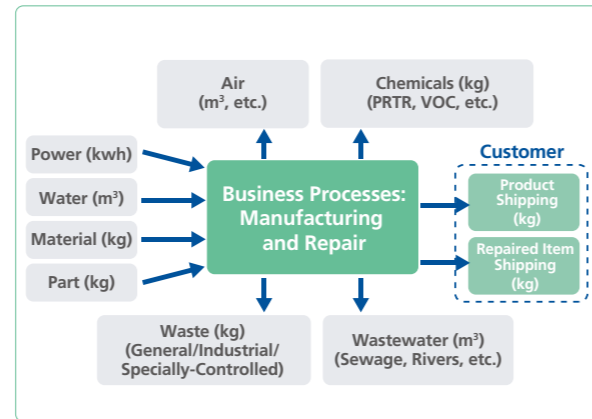 Air
(m³, etc.)
Chemicals (kg)
(PRTR, VOC, etc.)
Power (kwh)
Water (m³)
Material (kg)
Part (kg)
Business Processes:
Manufacturing
and Repair
Customer
Product
Shipping
(kg)
Repaired Item
Shipping
(kg)
Waste (kg)
(General/Industrial/
Specially-Controlled)
Wastewater (m³)
(Sewage, Rivers, etc.)